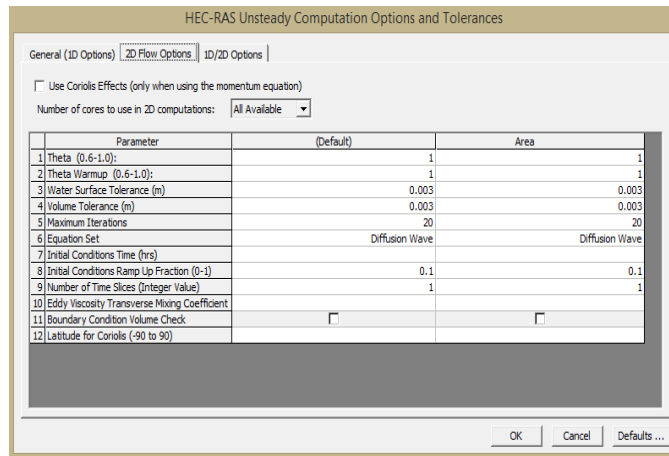 HEC-RAS Unsteady Computation Options and Tolerances
General (1D Options) 2D Flow Options 1D/2D Options
Use Coriolis Effects (only when using the momentum equation)
Number of cores to use in 2D computations: All Available
Parameter (Default) Area
1 Theta (0.6-1.0): 1 1
2 Theta Warmup (0.6-1.0): 1 1
3 Water Surface Tolerance (m) 0.003 0.003
4 Volume Tolerance (m) 0.003 0.003
5 Maximum Iterations 20 20
6 Equation Set Diffusion Wave Diffusion Wave
7 Initial Conditions Time (hrs)
8 Initial Conditions Ramp Up Fraction (0-1) 0.1 0.1
9 Number of Time Slices (Integer Value) 1 1
10 Eddy Viscosity Transverse Mixing Coefficient
11 Boundary Condition Volume Check
12 Latitude for Coriolis (-90 to 90)
OK Cancel Defaults ...